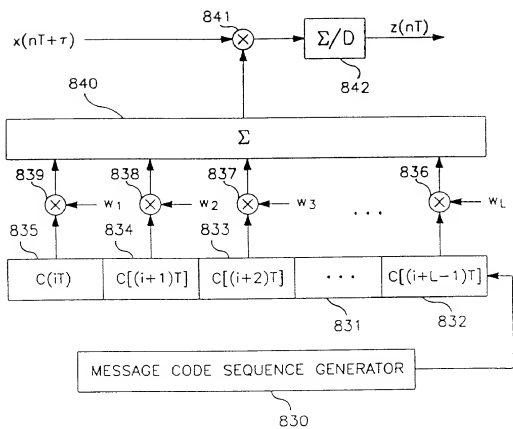 841
x(nT+τ)
Σ/D
z(nT)
842
840
Σ
839
838
837
836
w1
w2
w3
...
wL
835
834
833
C(iT)
C[(i+1)T]
C[(i+2)T]
...
C[(i+L-1)T]
831
832
MESSAGE CODE SEQUENCE GENERATOR
830